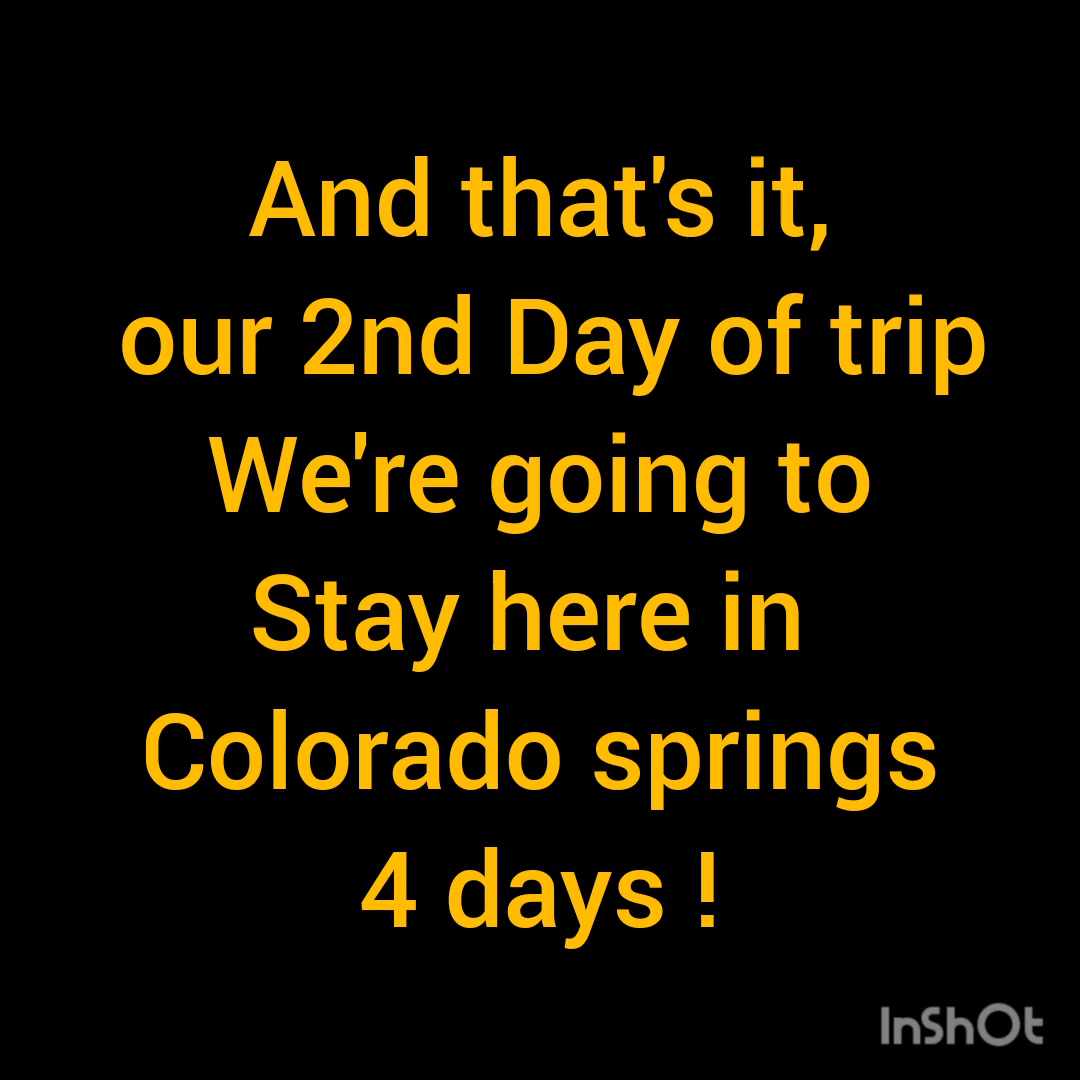 And that's it,
our 2nd Day of trip
We're going to
Stay here in
Colorado springs
4 days !
InShOt